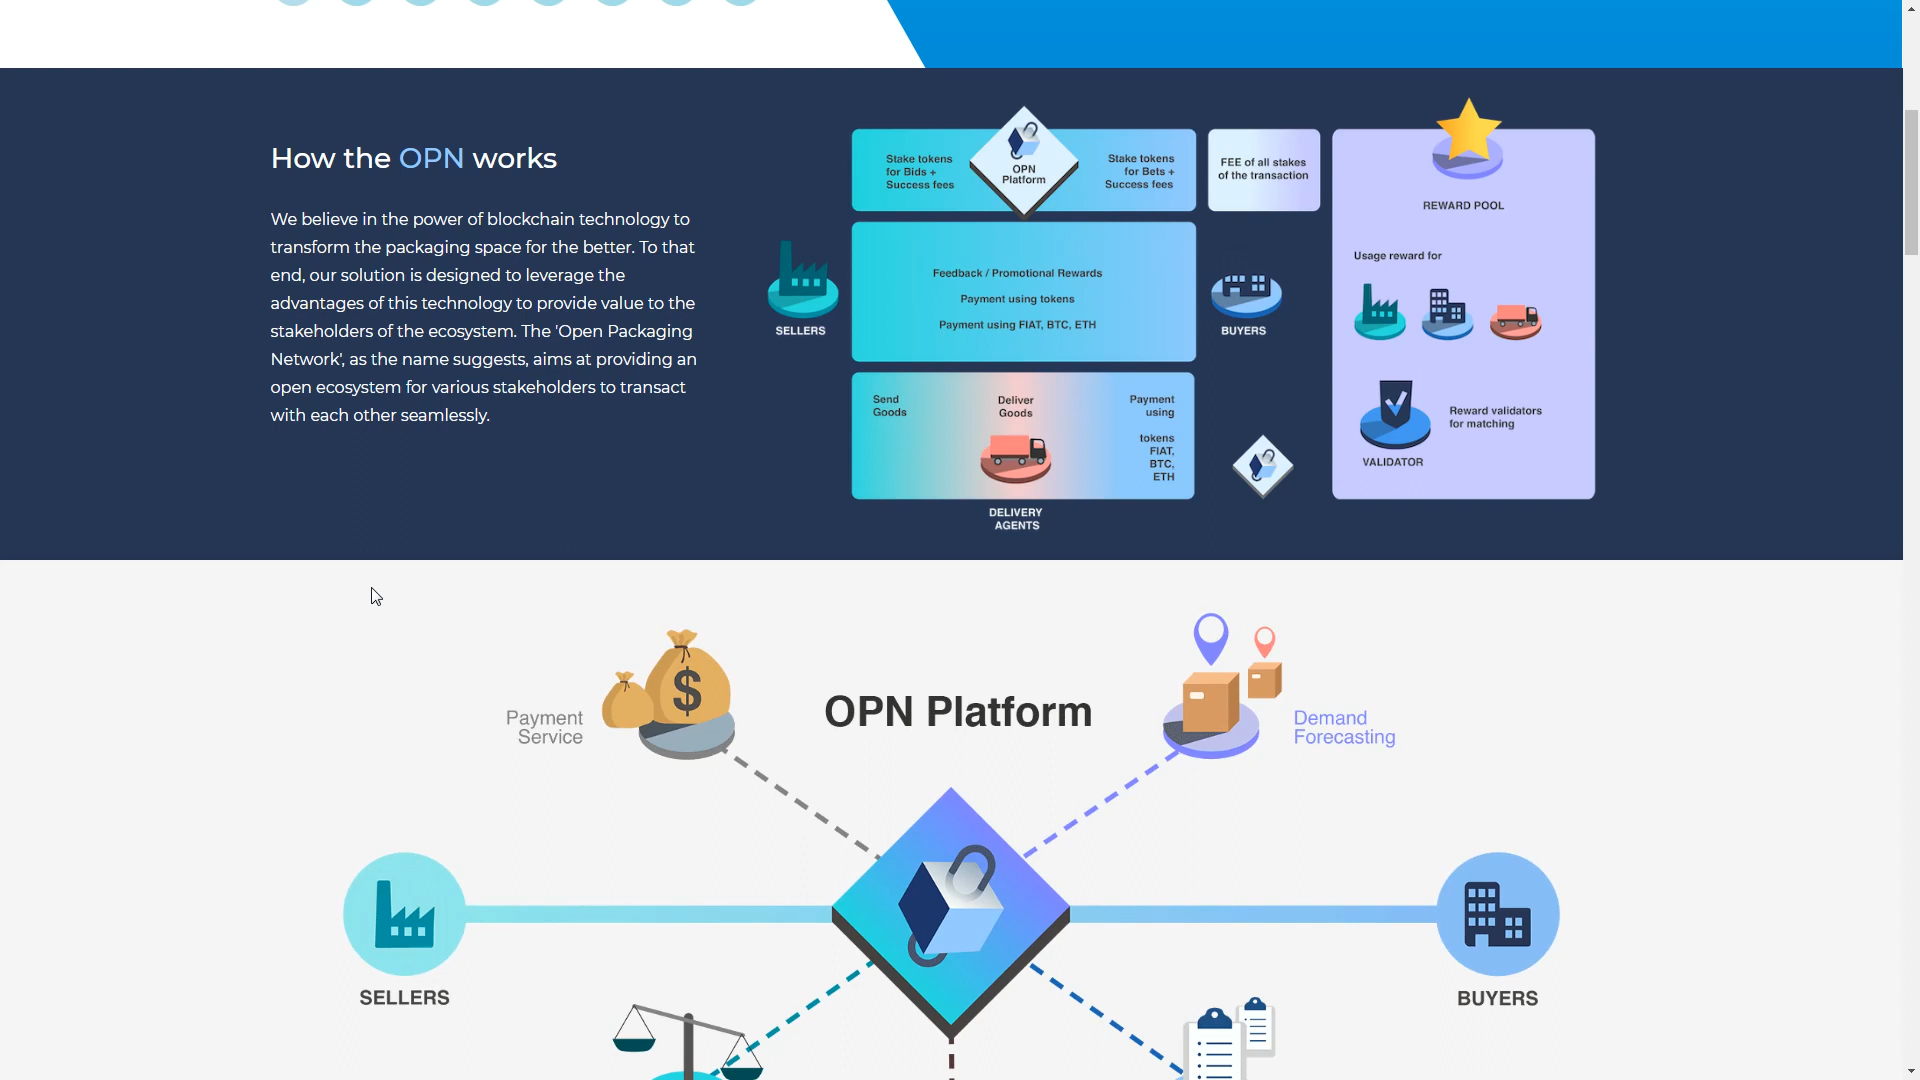 How the OPN works
We believe in the power of blockchain technology to
transform the packaging space for the better. To that
end, our solution is designed to leverage the
advantages of this technology to provide value to the
stakeholders of the ecosystem. The 'Open Packaging
Network', as the name suggests, aims at providing an
open ecosystem for various stakeholders to transact
with each other seamlessly.
Stake tokens
for Bids +
Success fees
OPN
Platform
Stake tokens
for Bets +
Success fees
FEE of all stakes
of the transaction
REWARD POOL
Usage reward for
Feedback / Promotional Rewards
Payment using tokens
Payment using FIAT, BTC, ETH
SELLERS
BUYERS
Send
Goods
Deliver
Goods
Payment
using
tokens
FIAT,
BTC,
ETH
DELIVERY
AGENTS
Reward validators
for matching
VALIDATOR
OPN Platform
Payment
Service
$
Demand
Forecasting
SELLERS
BUYERS